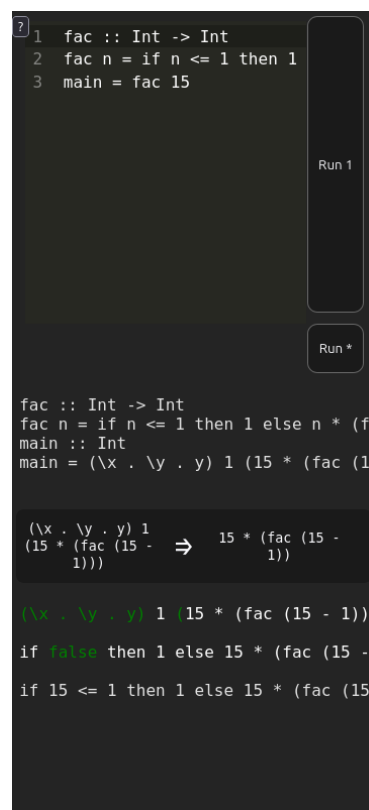 ?
1 fac :: Int -> Int
2 fac n = if n <= 1 then 1
3 main = fac 15
Run 1
Run *
fac :: Int -> Int
fac n = if n <= 1 then 1 else n * (f
main :: Int
main = (\x . \y . y) 1 (15 * (fac (1
(\x . \y . y) 1
(15 * (fac (15 -
1)))
⇒
15 * (fac (15 -
1))
(\x . \y . y) 1 (15 * (fac (15 - 1))
if false then 1 else 15 * (fac (15 -
if 15 <= 1 then 1 else 15 * (fac (15